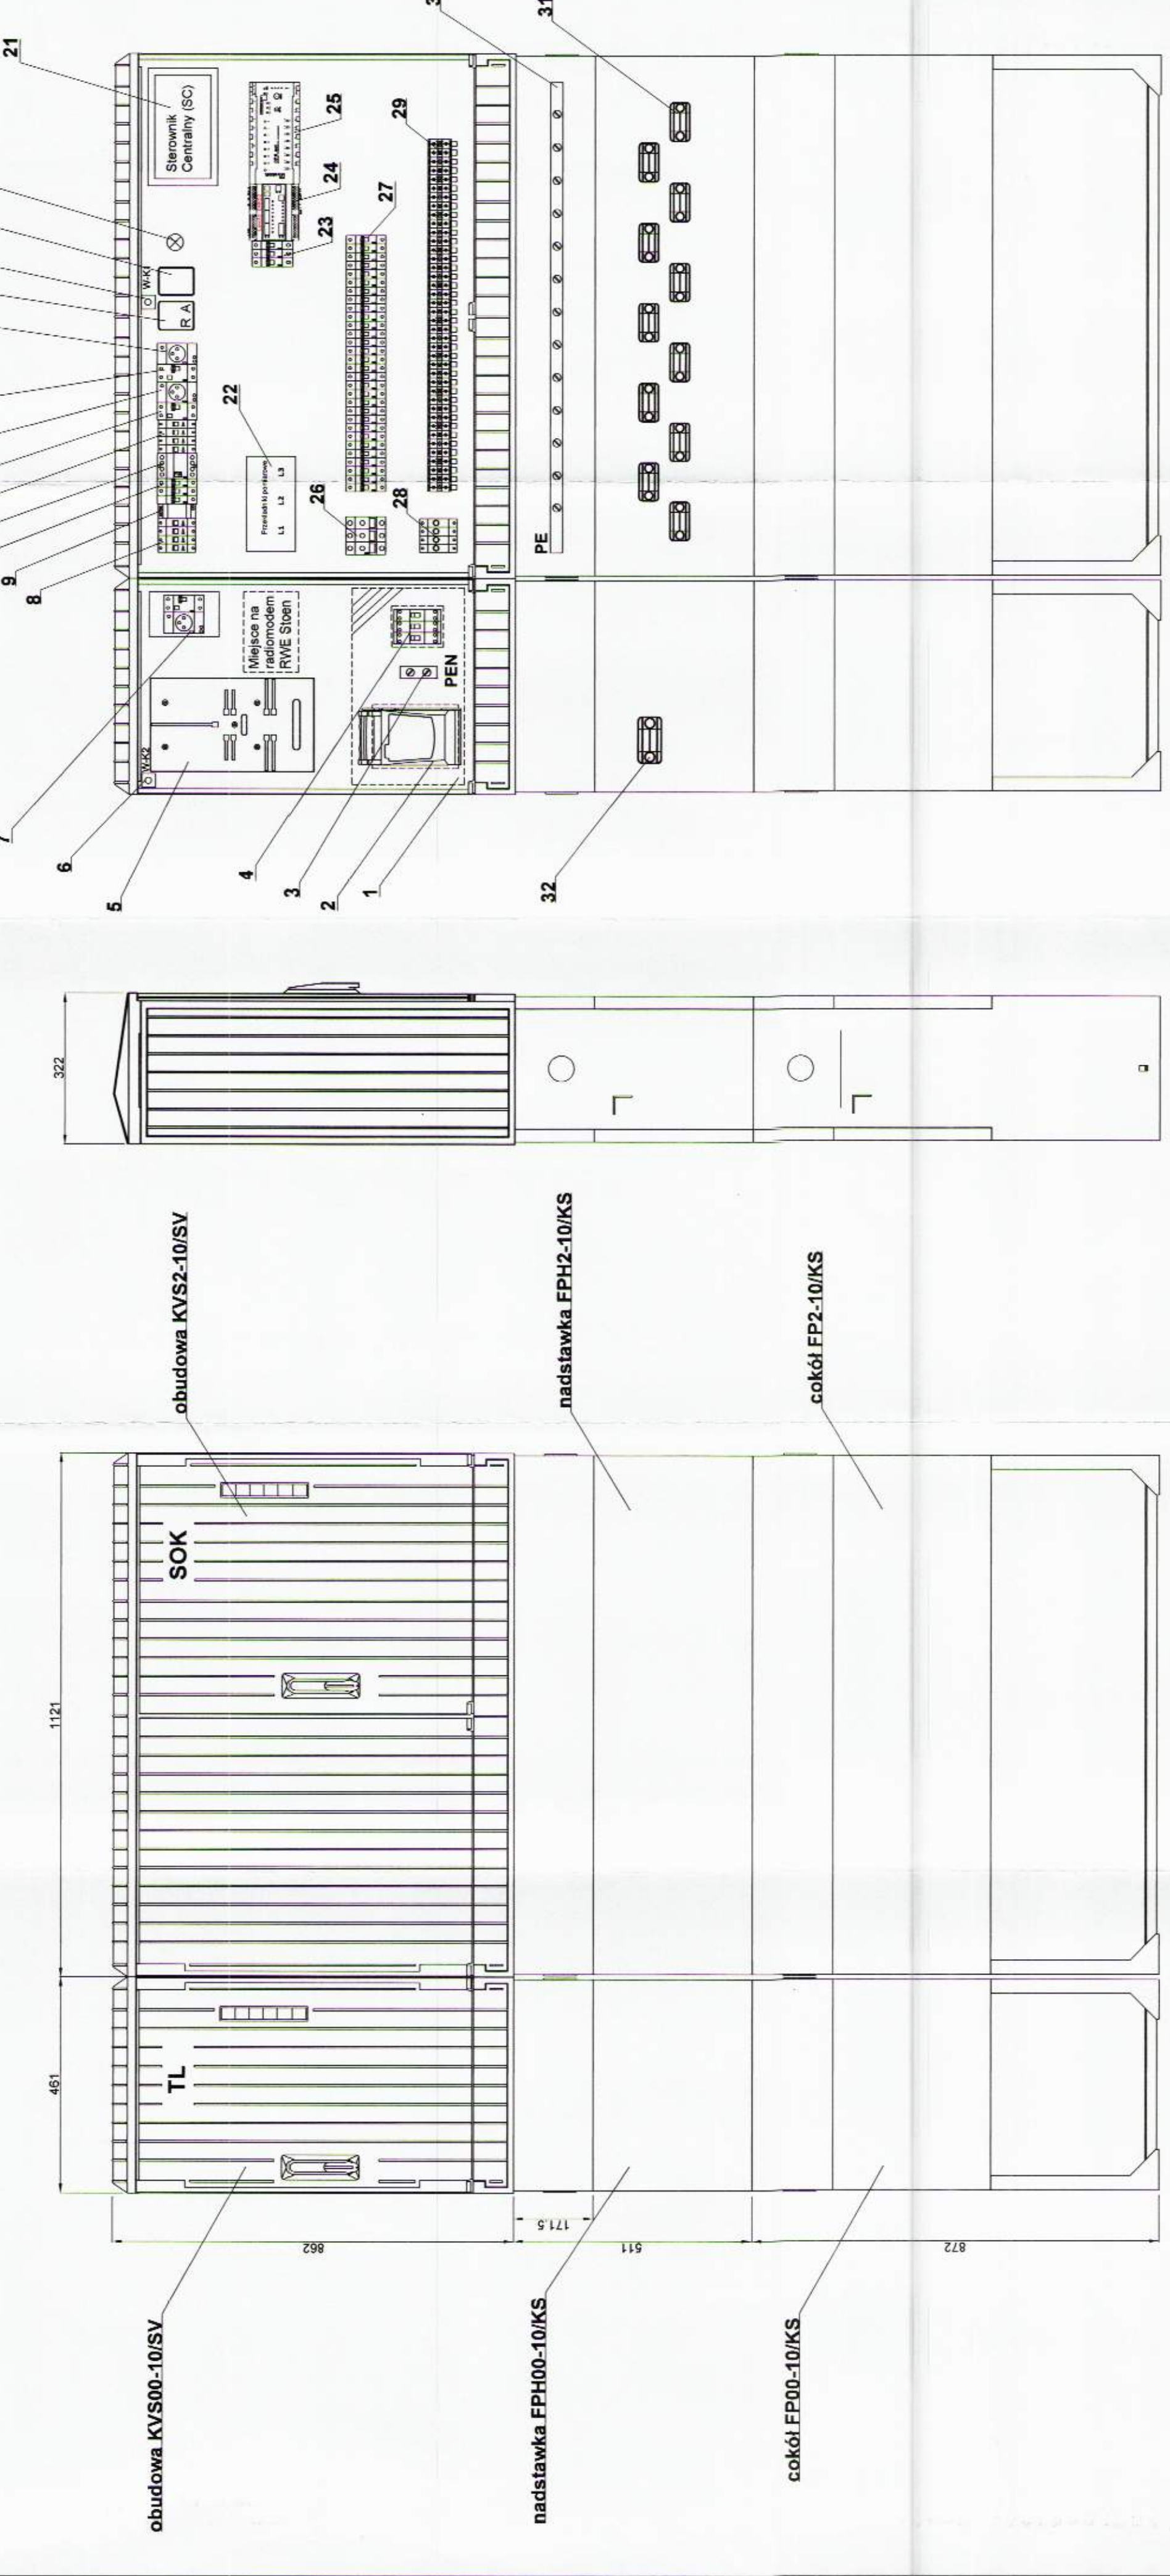 obudowa KVS00-10/SV
nadstawka FPH00-10/KS
cokół FP00-10/KS
461
1121
862
171.5
511
872
TL
SOK
obudowa KVS2-10/SV
nadstawka FPH2-10/KS
cokół FP2-10/KS
322
1
2
3
4
5
6
7
8
9
21
22
23
24
25
26
27
28
29
31
32
W-K2
Miejsce na
radiomodem
RWE Stoen
PEN
W-K1
R A
Sterownik
Centralny (SC)
Przekładniki pomiarowe
L1 L2 L3
PE